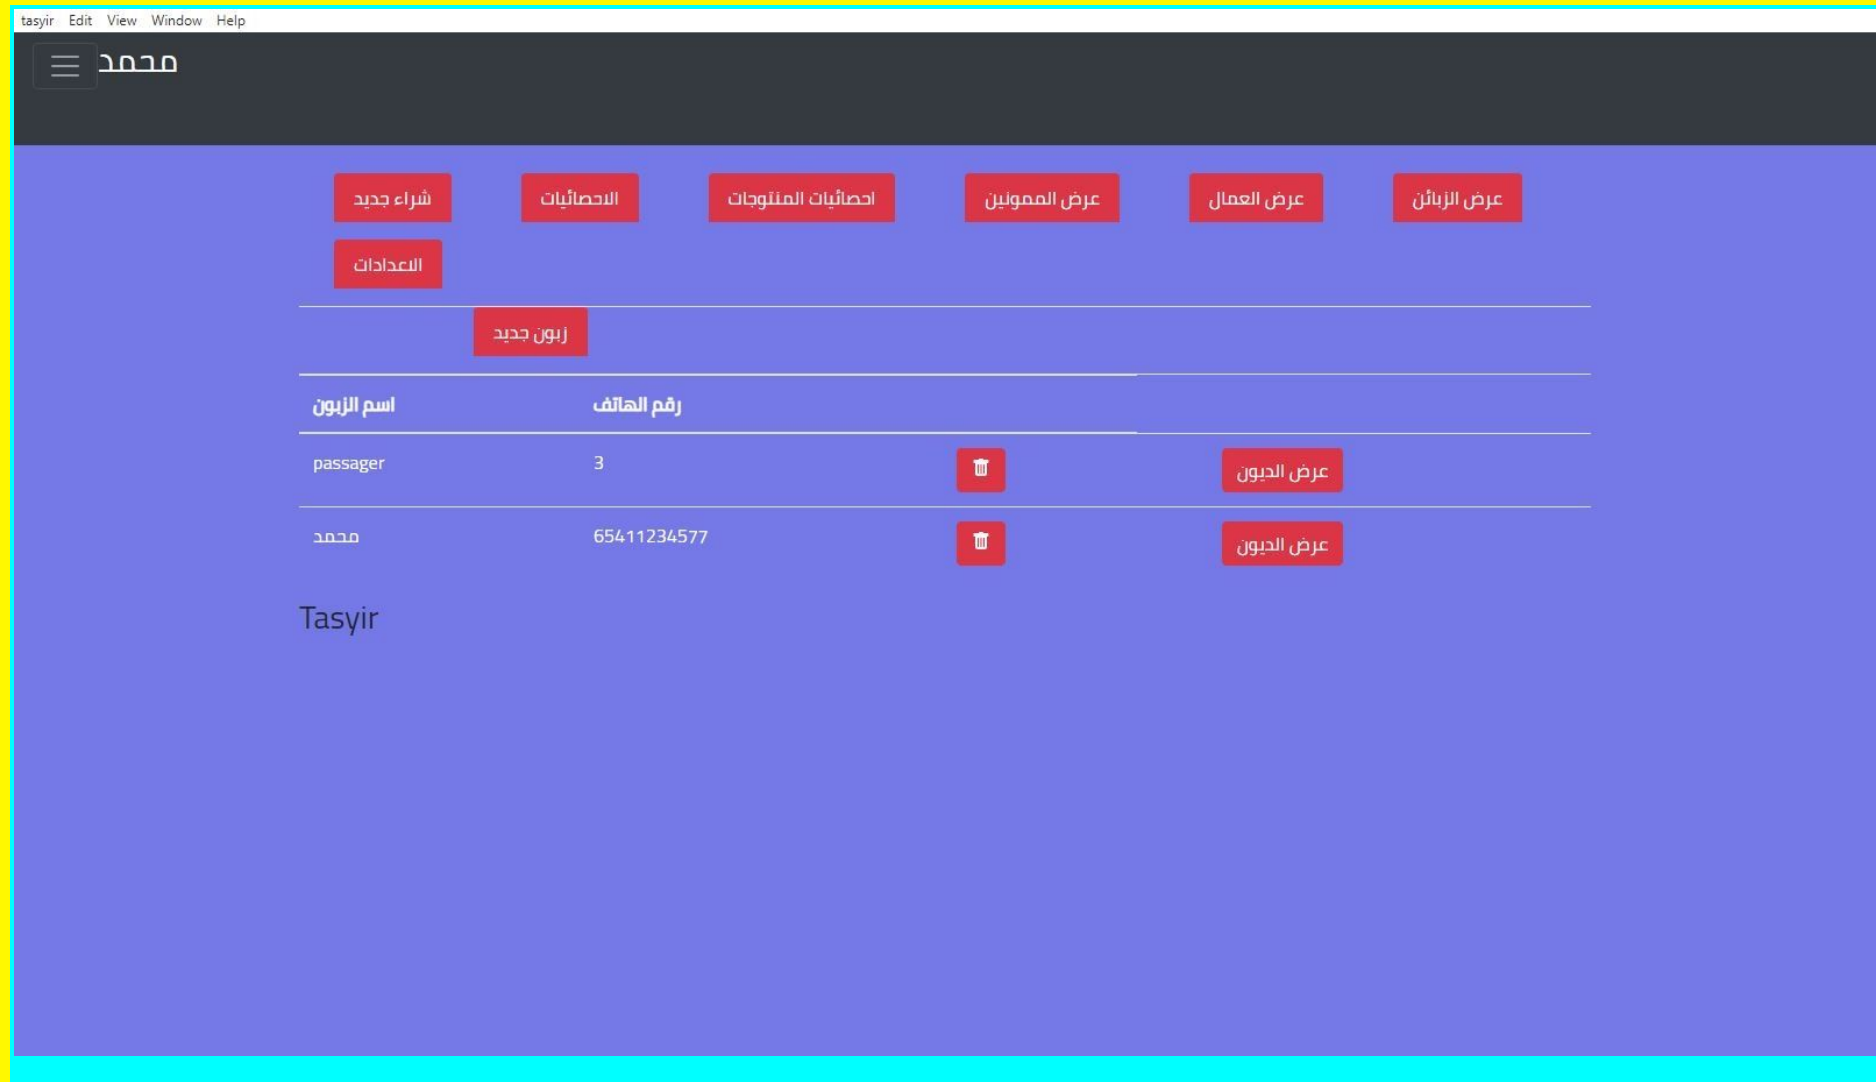 tasyir Edit View Window Help
محمد
شراء جديد الاحصائيات احصائيات المنتوجات عرض الممونين عرض العمال عرض الزبائن
الاعدادات
زبون جديد
اسم الزبون رقم الهاتف
passager 3 عرض الديون
محمد 65411234577 عرض الديون
Tasyir